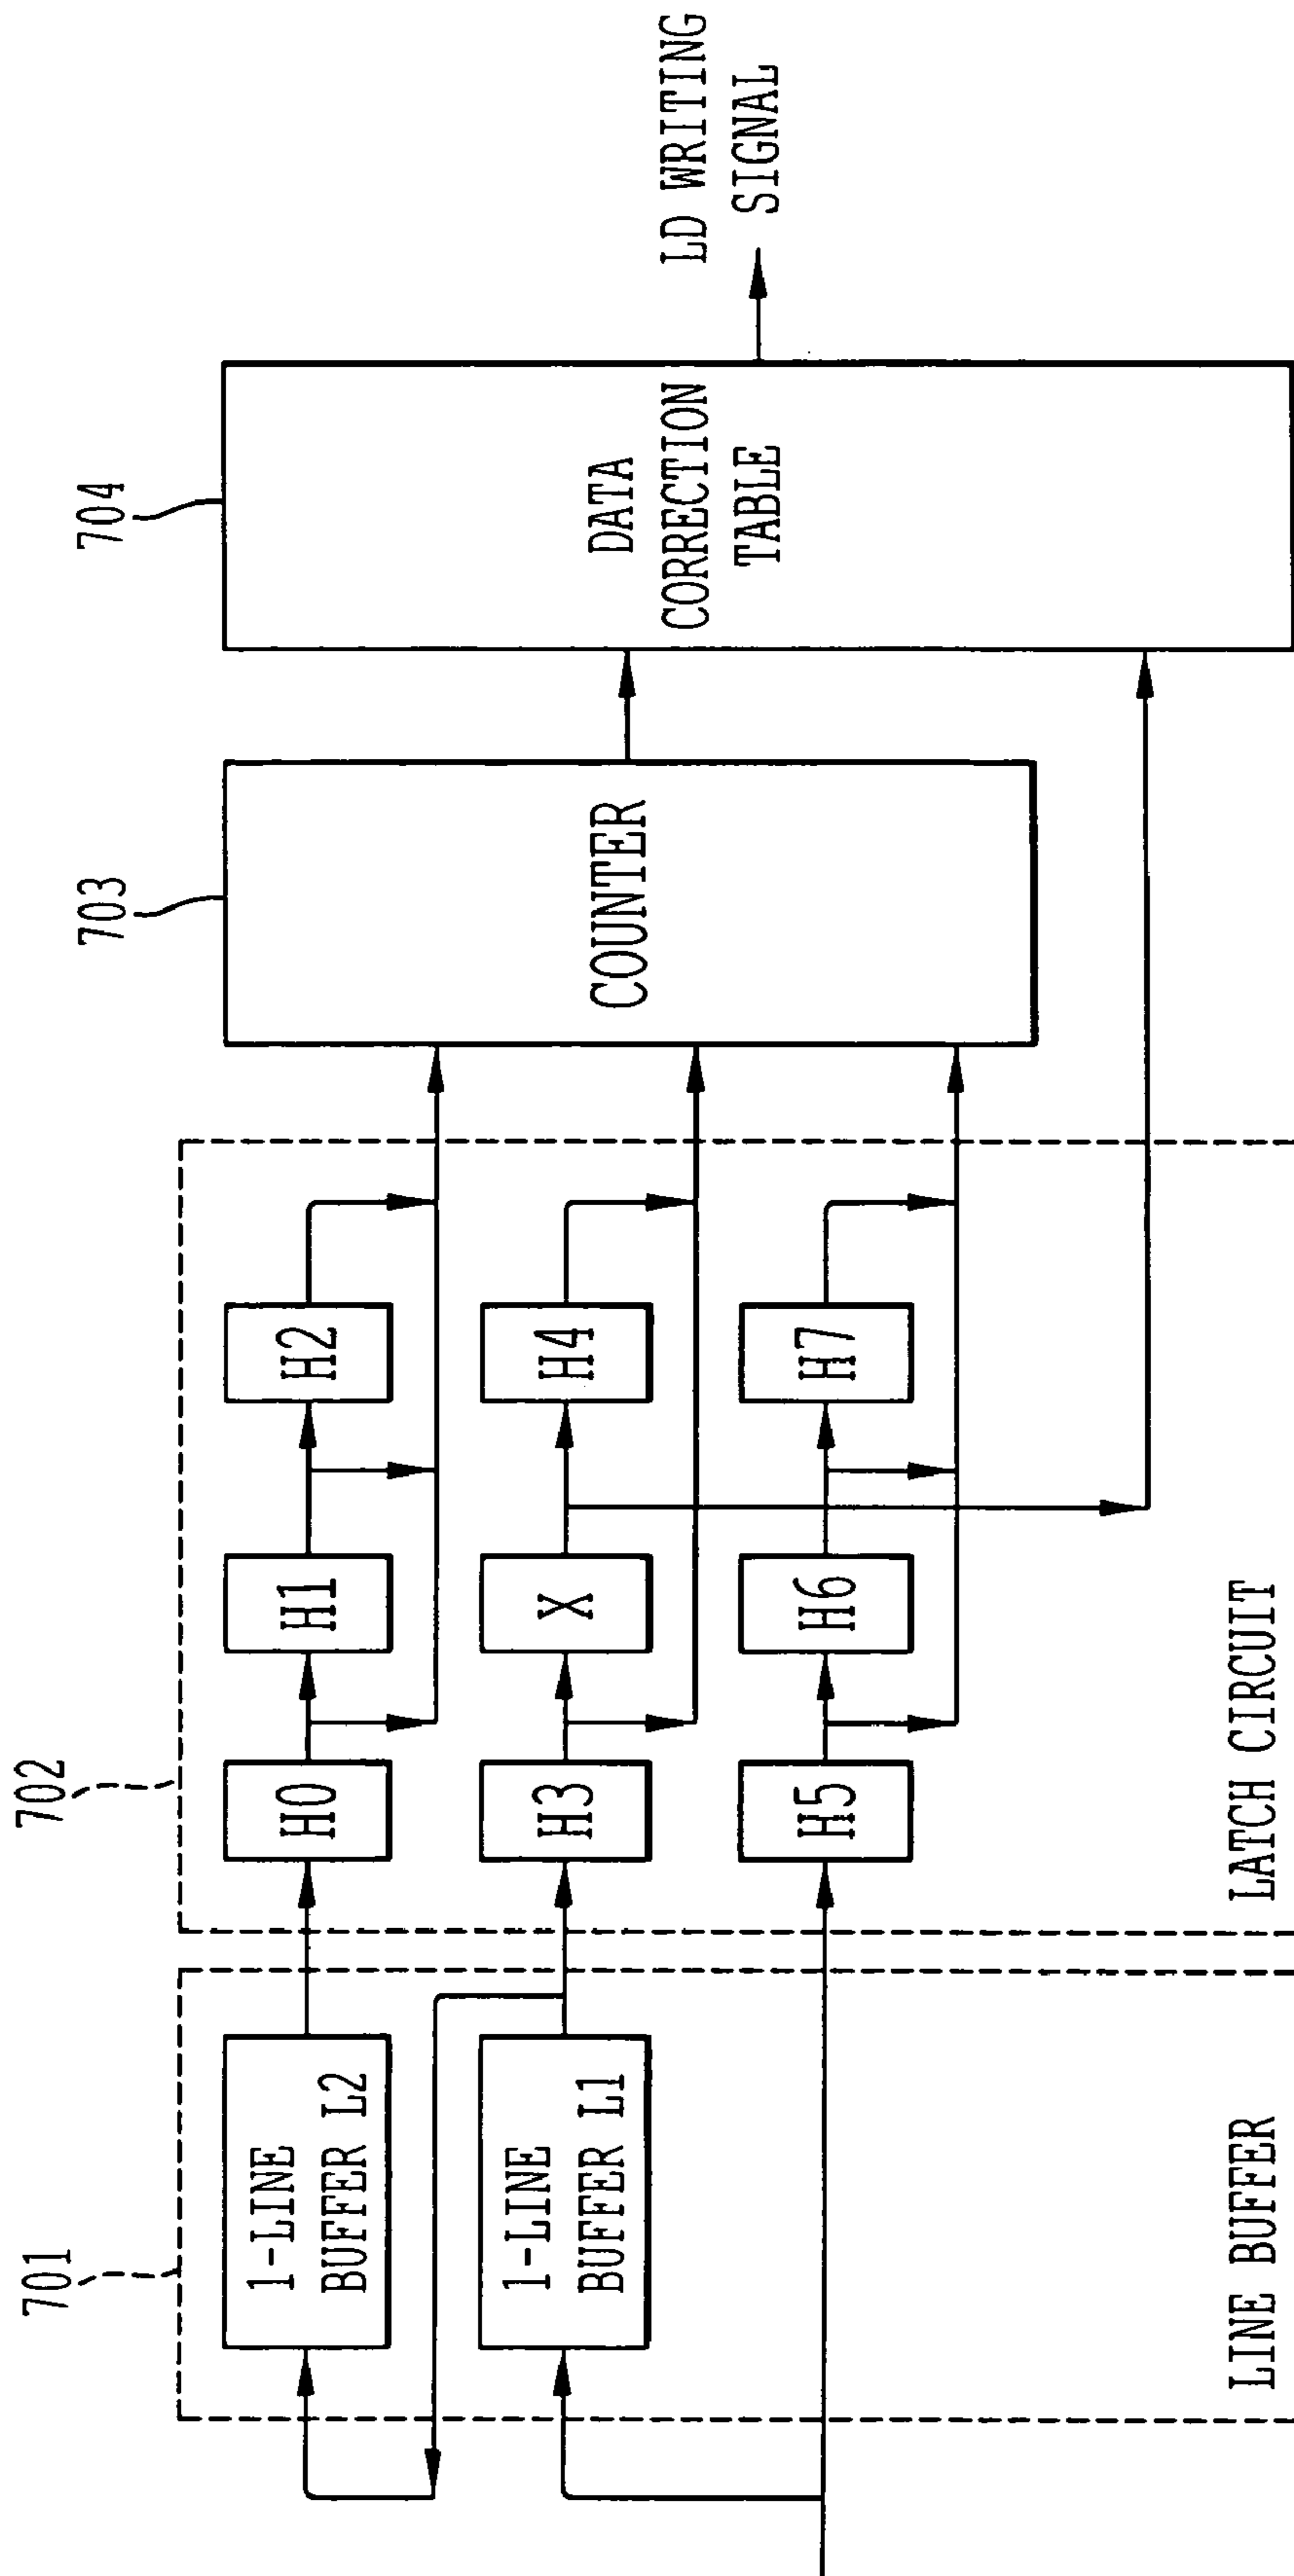 701
702
703
704
1-LINE
BUFFER L2
1-LINE
BUFFER L1
LINE BUFFER
H0
H1
H2
H3
X
H4
H5
H6
H7
LATCH CIRCUIT
COUNTER
DATA
CORRECTION
TABLE
LD WRITING
SIGNAL